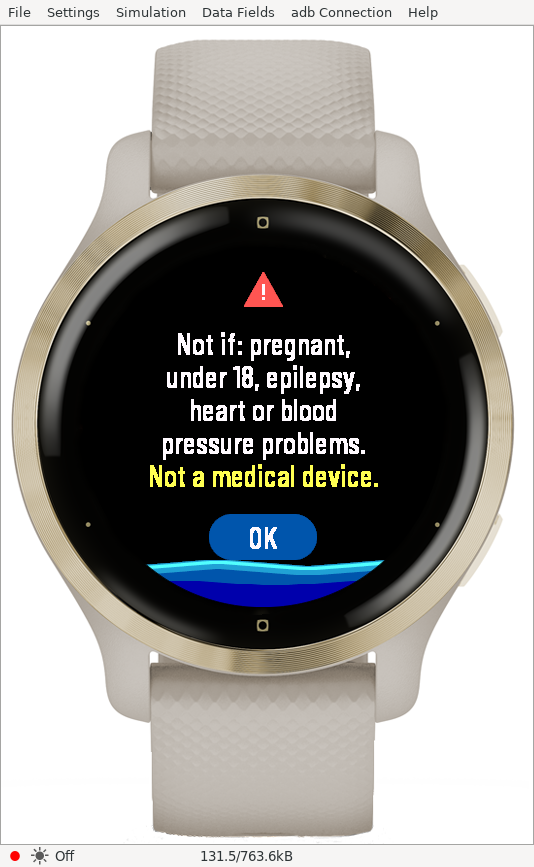 File Settings Simulation Data Fields adb Connection Help
!
Not if: pregnant,
under 18, epilepsy,
heart or blood
pressure problems.
Not a medical device.
OK
Off 131.5/763.6kB